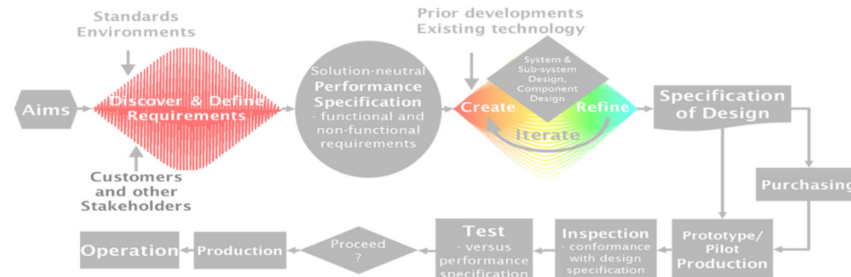 Standards
Environments
Prior developments
Existing technology
Aims
Discover & Define
Requirements
Solution-neutral
Performance
Specification
- functional and
non-functional
requirements
System &
Sub-system
Design,
Component
Design
Create
Refine
Iterate
Specification
of Design
Customers
and other
Stakeholders
Purchasing
Operation
Production
Proceed
?
Test
- versus
performance
specification
Inspection
- conformance
with design
specification
Prototype/
Pilot
Production